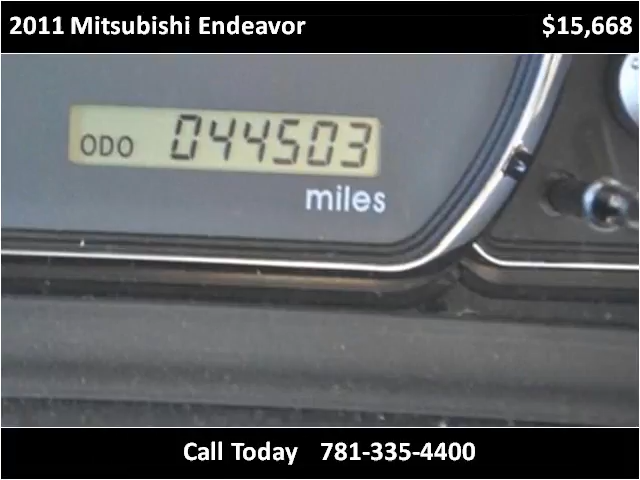 2011 Mitsubishi Endeavor $15,668
ODO 044503
miles
Call Today 781-335-4400